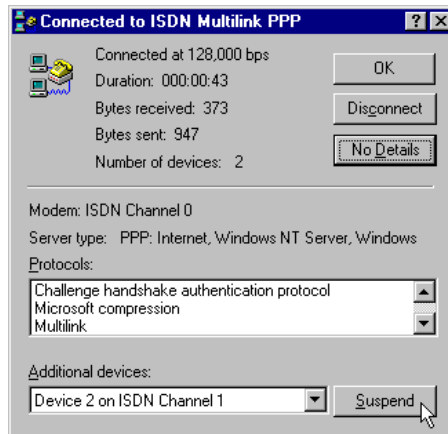 Connected to ISDN Multilink PPP
Connected at 128,000 bps
Duration: 000:00:43
Bytes received: 373
Bytes sent: 947
Number of devices: 2
OK
Disconnect
No Details
Modem: ISDN Channel 0
Server type: PPP: Internet, Windows NT Server, Windows
Protocols:
Challenge handshake authentication protocol
Microsoft compression
Multilink
Additional devices:
Device 2 on ISDN Channel 1
Suspend